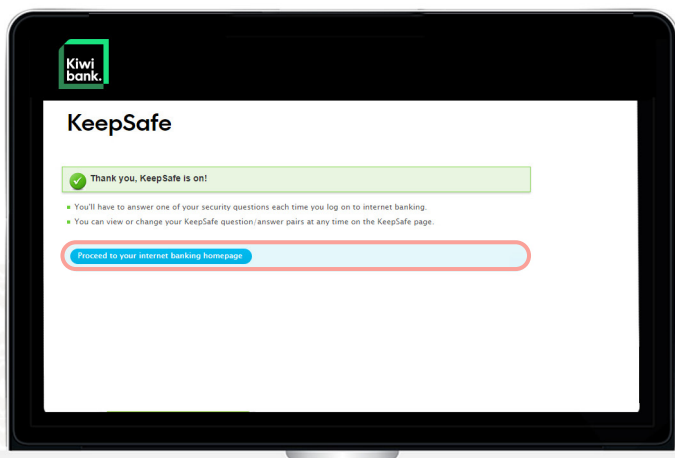 Kiwi
bank.
KeepSafe
Thank you, KeepSafe is on!
You'll have to answer one of your security questions each time you log on to internet banking.
You can view or change your KeepSafe question/answer pairs at any time on the KeepSafe page.
Proceed to your internet banking homepage